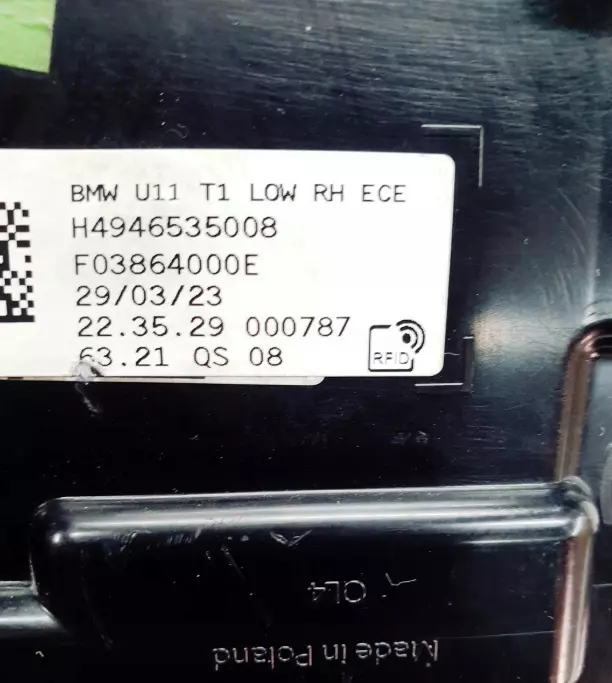 BMW U11 T1 LOW RH ECE
H4946535008
F03864000E
29/03/23
22.35.29 000787
63.21 QS 08
RFID
OL4
Made in Poland